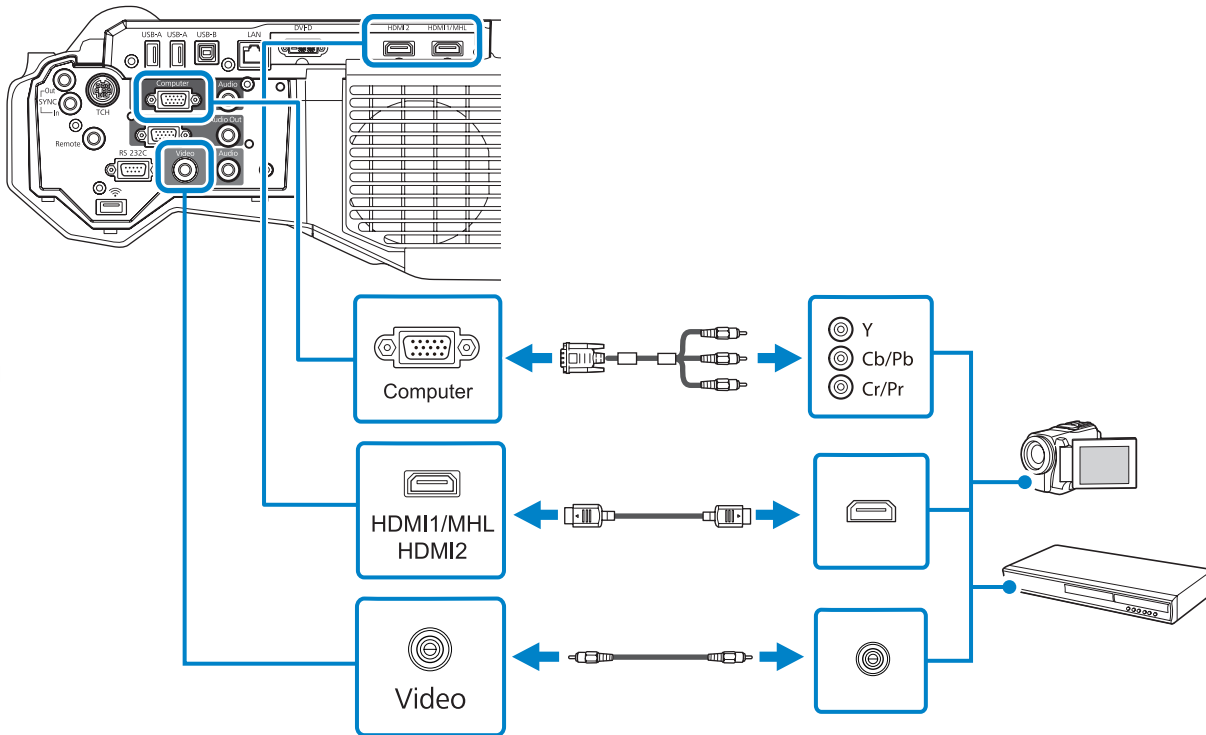 USB-A
USB-A
USB-B
LAN
DVI-D
HDMI2
HDMI1/MHL
Out
SYNC
In
TCH
Computer
Audio
Remote
Audio Out
RS 232C
Video
Audio
Computer
Y
Cb/Pb
Cr/Pr
HDMI1/MHL
HDMI2
Video